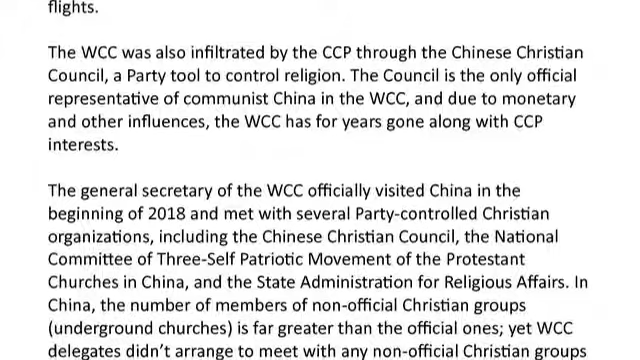 flights.
The WCC was also infiltrated by the CCP through the Chinese Christian
Council, a Party tool to control religion. The Council is the only official
representative of communist China in the WCC, and due to monetary
and other influences, the WCC has for years gone along with CCP
interests.
The general secretary of the WCC officially visited China in the
beginning of 2018 and met with several Party-controlled Christian
organizations, including the Chinese Christian Council, the National
Committee of Three-Self Patriotic Movement of the Protestant
Churches in China, and the State Administration for Religious Affairs. In
China, the number of members of non-official Christian groups
(underground churches) is far greater than the official ones; yet WCC
delegates didn’t arrange to meet with any non-official Christian groups